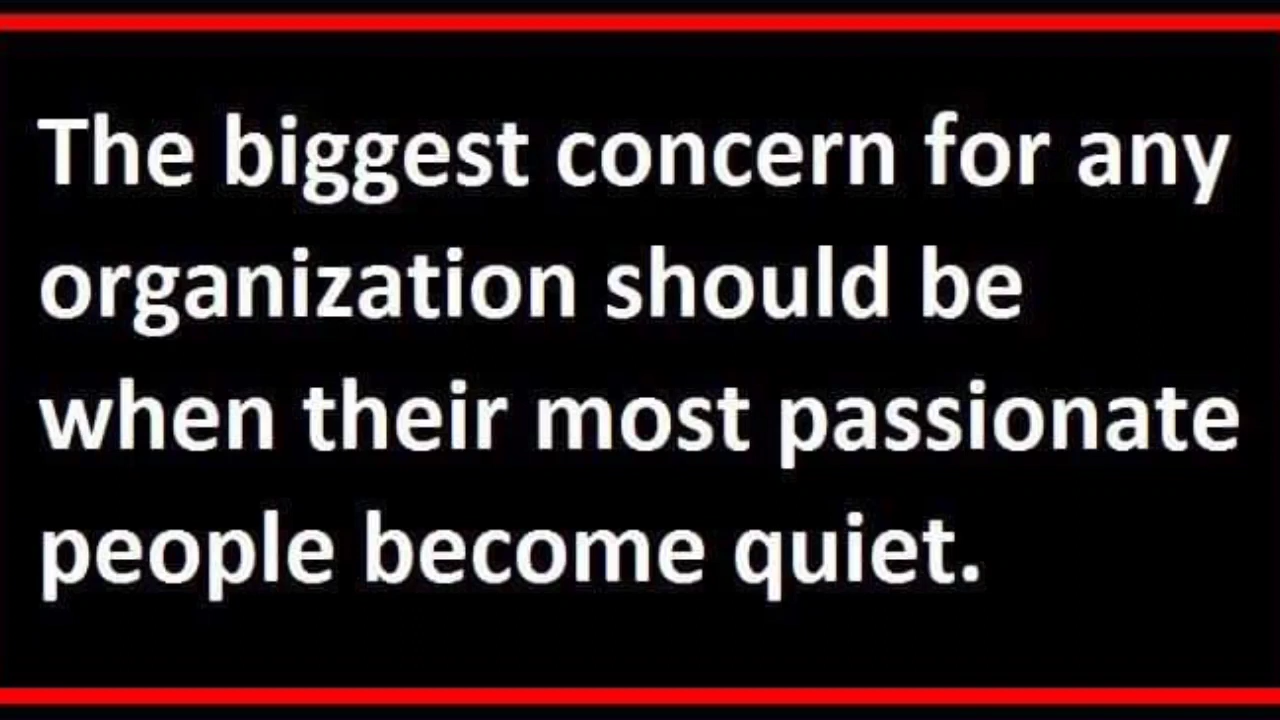 The biggest concern for any
organization should be
when their most passionate
people become quiet.